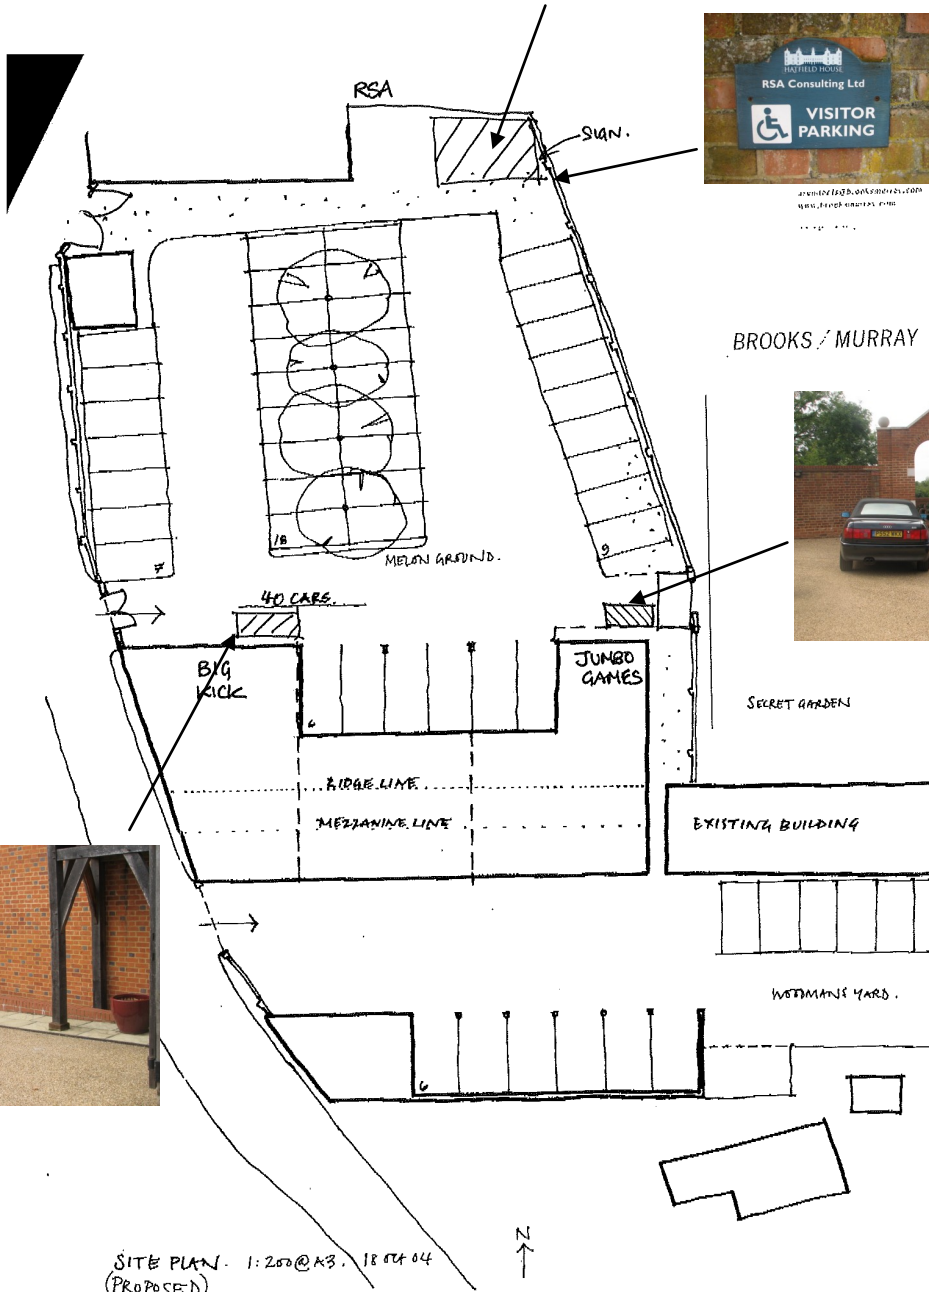 RSA
SIGN.
HATFIELD HOUSE
RSA Consulting Ltd
VISITOR
PARKING
BROOKS / MURRAY
18
7
9
MELON GROUND.
40 CARS.
BIG
KICK
JUMBO
GAMES
6
SECRET GARDEN
RIDGE LINE
MEZZANINE LINE
EXISTING BUILDING
WOODMANS YARD.
6
N
SITE PLAN. 1:200@A3. 18 Oct 04
(PROPOSED)